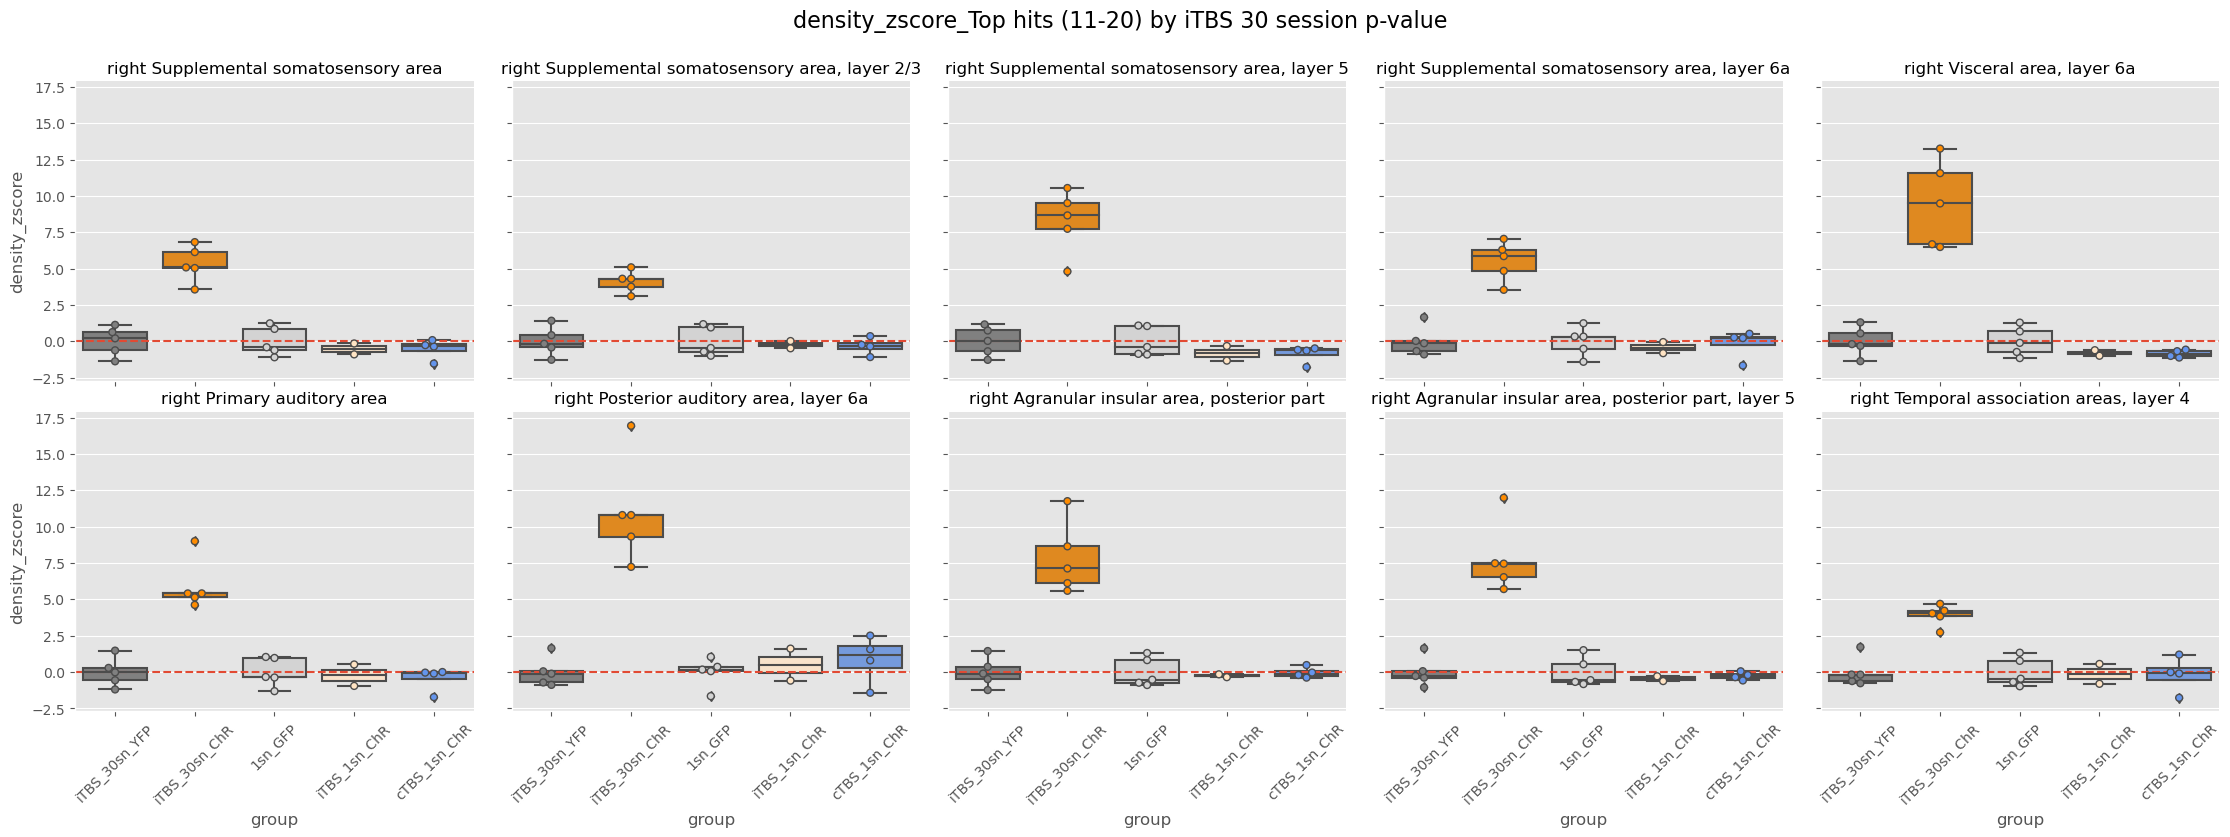 density_zscore_Top hits (11-20) by iTBS 30 session p-value
right Supplemental somatosensory area
right Supplemental somatosensory area, layer 2/3
right Supplemental somatosensory area, layer 5
right Supplemental somatosensory area, layer 6a
right Visceral area, layer 6a
17.5
15.0
12.5
10.0
7.5
5.0
2.5
0.0
−2.5
density_zscore
right Primary auditory area
right Posterior auditory area, layer 6a
right Agranular insular area, posterior part
right Agranular insular area, posterior part, layer 5
right Temporal association areas, layer 4
17.5
15.0
12.5
10.0
7.5
5.0
2.5
0.0
−2.5
density_zscore
iTBS_30sn_YFP
iTBS_30sn_ChR
1sn_GFP
iTBS_1sn_ChR
cTBS_1sn_ChR
iTBS_30sn_YFP
iTBS_30sn_ChR
1sn_GFP
iTBS_1sn_ChR
cTBS_1sn_ChR
iTBS_30sn_YFP
iTBS_30sn_ChR
1sn_GFP
iTBS_1sn_ChR
cTBS_1sn_ChR
iTBS_30sn_YFP
iTBS_30sn_ChR
1sn_GFP
iTBS_1sn_ChR
cTBS_1sn_ChR
iTBS_30sn_YFP
iTBS_30sn_ChR
1sn_GFP
iTBS_1sn_ChR
cTBS_1sn_ChR
group
group
group
group
group